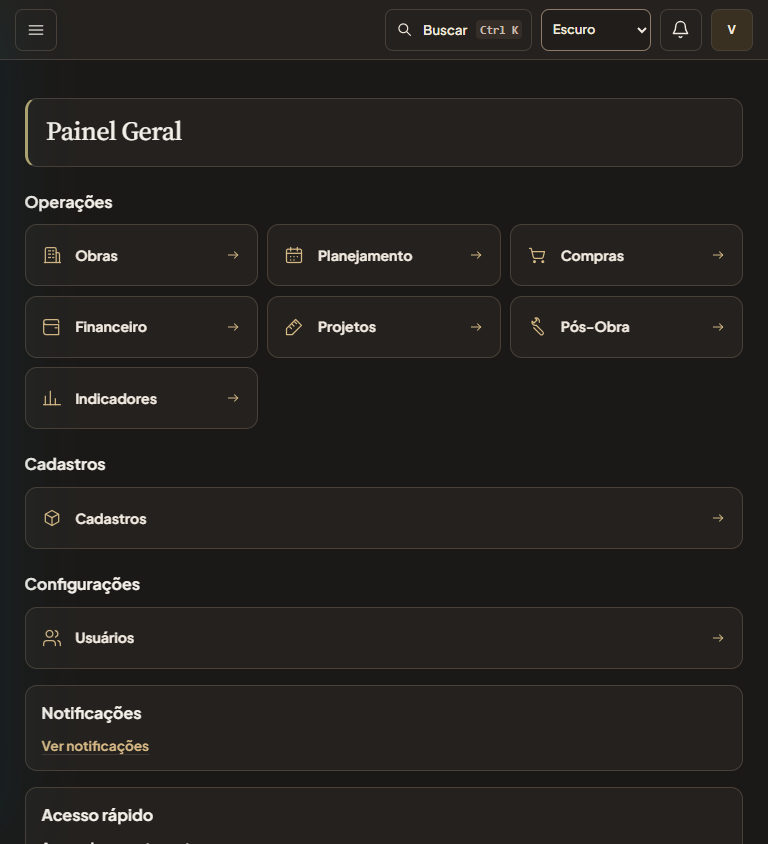 Buscar Ctrl K Escuro V
Painel Geral
Operações
Obras Planejamento Compras
Financeiro Projetos Pós-Obra
Indicadores
Cadastros
Cadastros
Configurações
Usuários
Notificações
Ver notificações
Acesso rápido